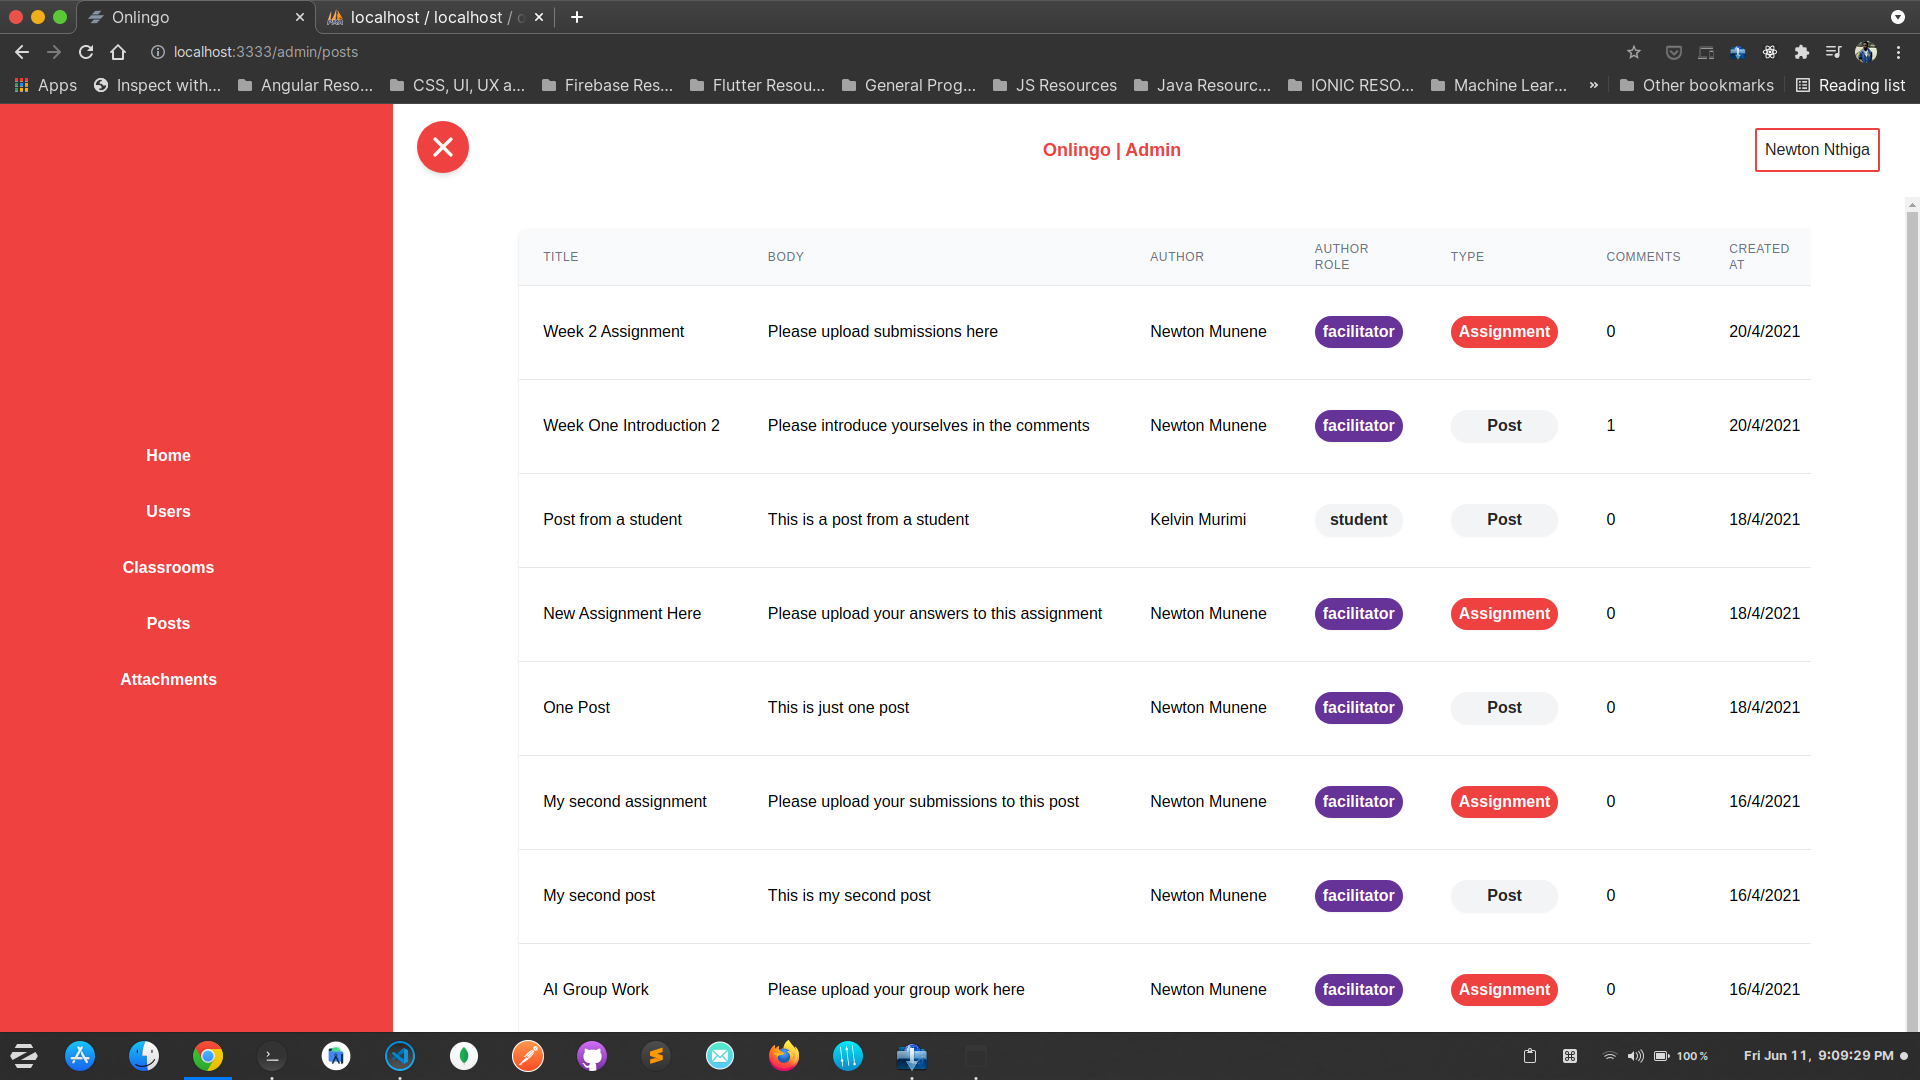 Onlingo
localhost / localhost / o
localhost:3333/admin/posts
Apps
Inspect with...
Angular Reso...
CSS, UI, UX a...
Firebase Res...
Flutter Resou...
General Prog...
JS Resources
Java Resourc...
IONIC RESO...
Machine Lear...
»
Other bookmarks
Reading list
Onlingo | Admin
Newton Nthiga
Home
Users
Classrooms
Posts
Attachments
TITLE BODY AUTHOR AUTHOR ROLE TYPE COMMENTS CREATED AT
Week 2 Assignment Please upload submissions here Newton Munene facilitator Assignment 0 20/4/2021
Week One Introduction 2 Please introduce yourselves in the comments Newton Munene facilitator Post 1 20/4/2021
Post from a student This is a post from a student Kelvin Murimi student Post 0 18/4/2021
New Assignment Here Please upload your answers to this assignment Newton Munene facilitator Assignment 0 18/4/2021
One Post This is just one post Newton Munene facilitator Post 0 18/4/2021
My second assignment Please upload your submissions to this post Newton Munene facilitator Assignment 0 16/4/2021
My second post This is my second post Newton Munene facilitator Post 0 16/4/2021
AI Group Work Please upload your group work here Newton Munene facilitator Assignment 0 16/4/2021
100 %
Fri Jun 11, 9:09:29 PM